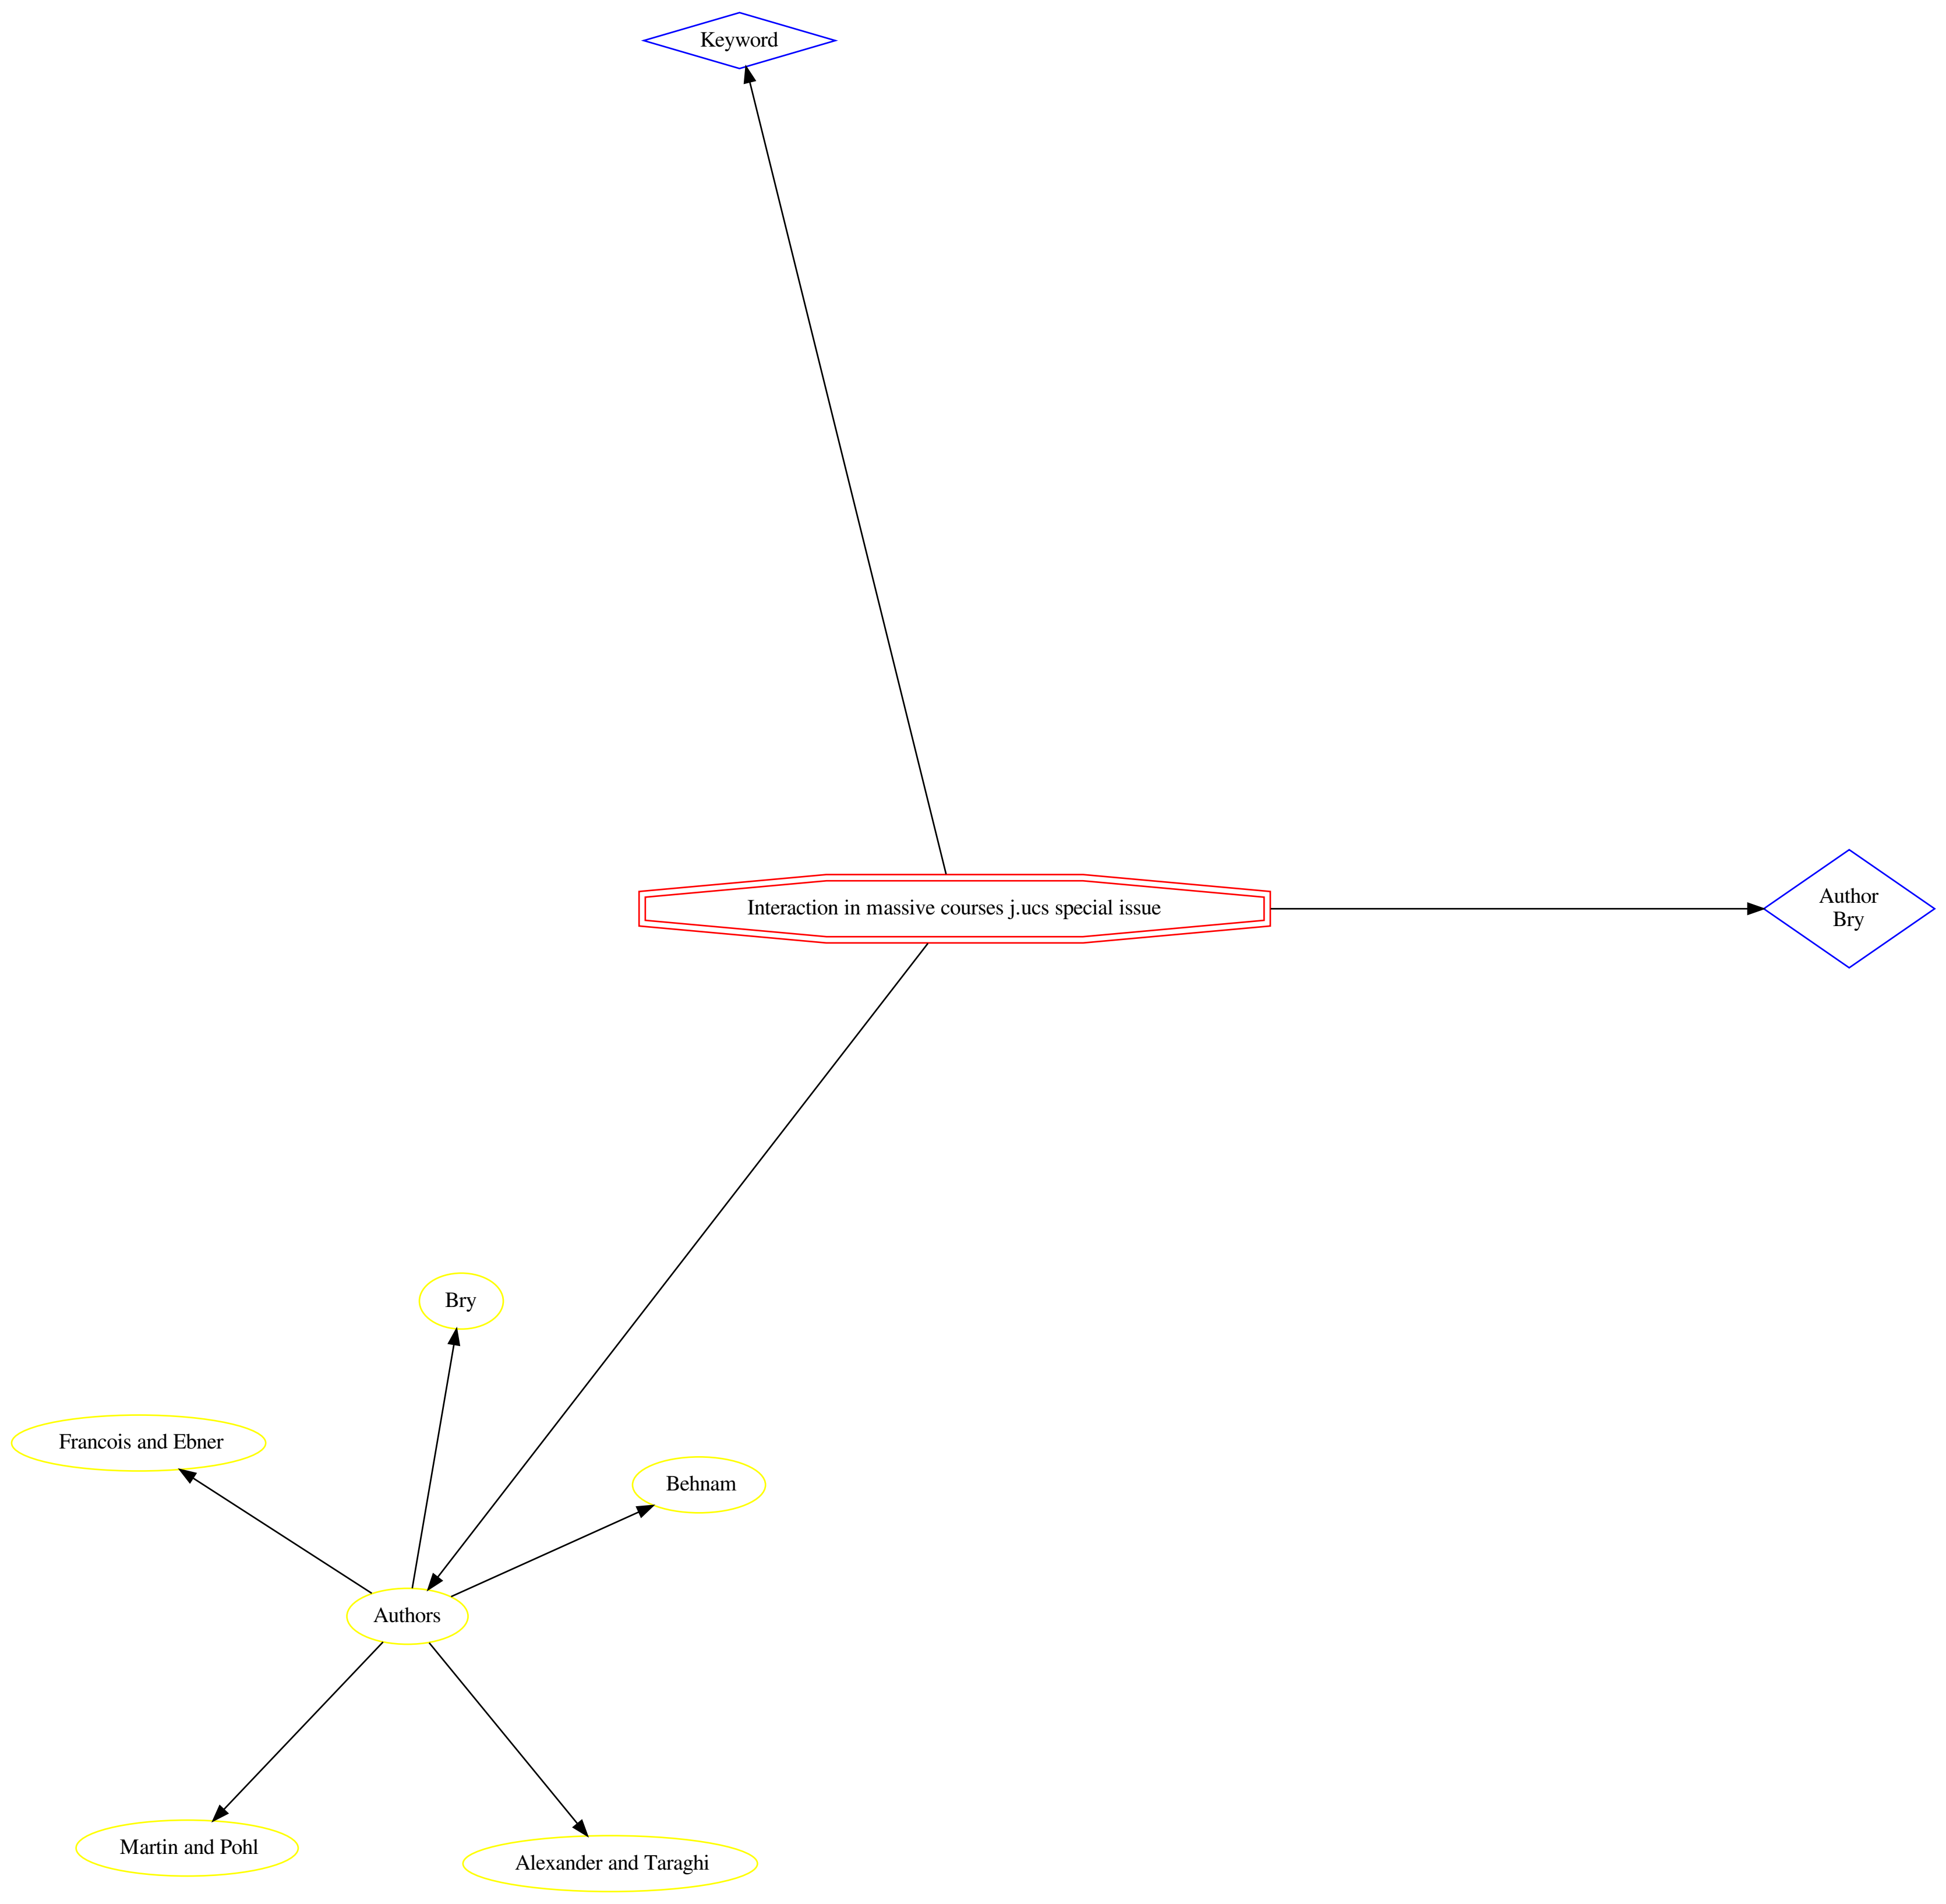 Keyword
Interaction in massive courses j.ucs special issue
Author
Bry
Bry
Francois and Ebner
Behnam
Authors
Martin and Pohl
Alexander and Taraghi